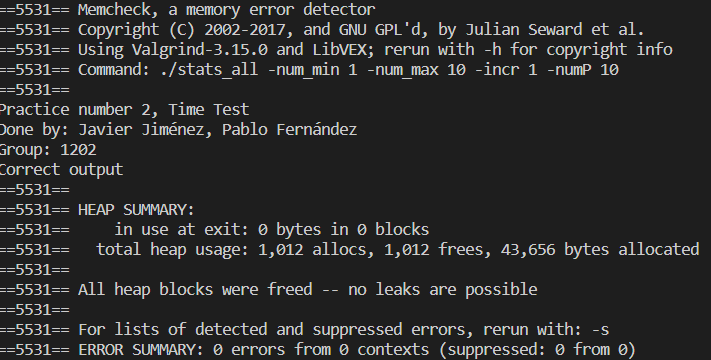 ==5531== Memcheck, a memory error detector
==5531== Copyright (C) 2002-2017, and GNU GPL'd, by Julian Seward et al.
==5531== Using Valgrind-3.15.0 and LibVEX; rerun with -h for copyright info
==5531== Command: ./stats_all -num_min 1 -num_max 10 -incr 1 -numP 10
==5531==
Practice number 2, Time Test
Done by: Javier Jiménez, Pablo Fernández
Group: 1202
Correct output
==5531==
==5531== HEAP SUMMARY:
==5531==     in use at exit: 0 bytes in 0 blocks
==5531==   total heap usage: 1,012 allocs, 1,012 frees, 43,656 bytes allocated
==5531==
==5531== All heap blocks were freed -- no leaks are possible
==5531==
==5531== For lists of detected and suppressed errors, rerun with: -s
==5531== ERROR SUMMARY: 0 errors from 0 contexts (suppressed: 0 from 0)